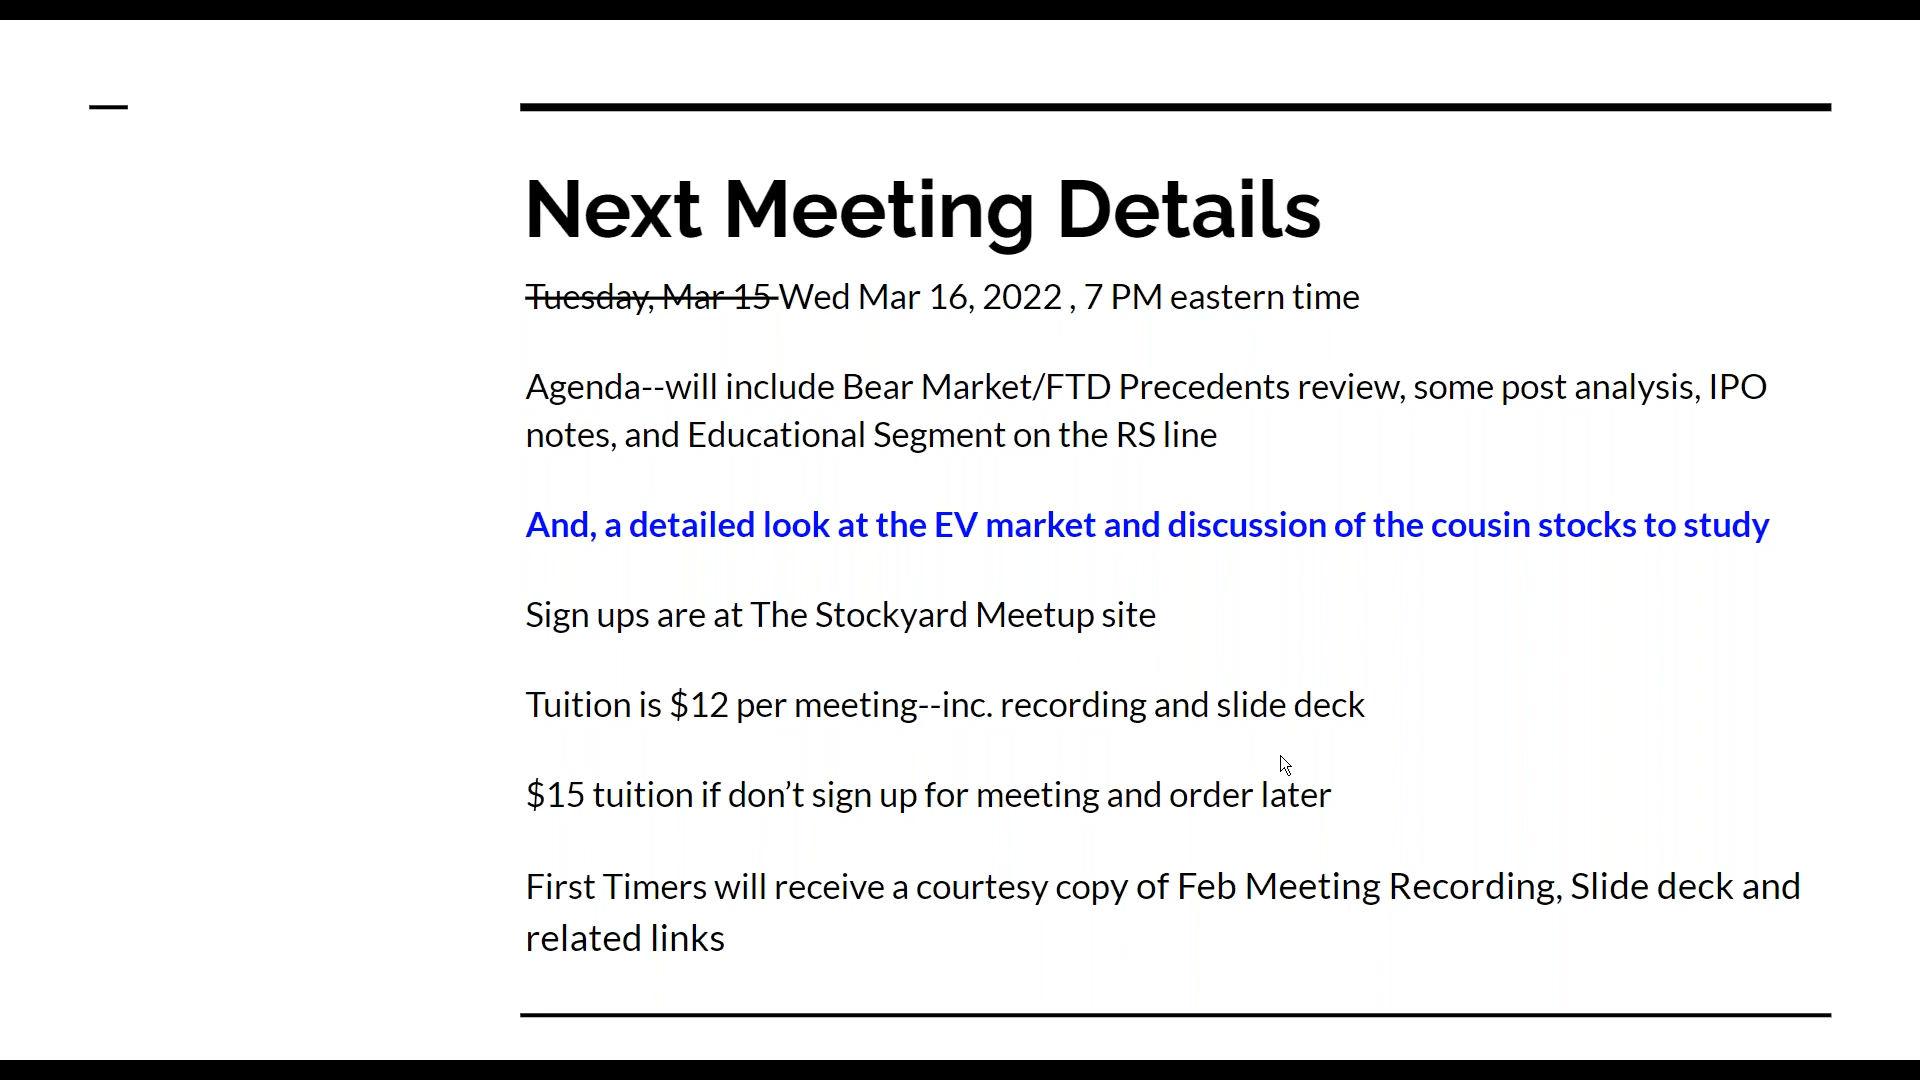 Next Meeting Details
Tuesday, Mar 15 Wed Mar 16, 2022 , 7 PM eastern time
Agenda--will include Bear Market/FTD Precedents review, some post analysis, IPO
notes, and Educational Segment on the RS line
And, a detailed look at the EV market and discussion of the cousin stocks to study
Sign ups are at The Stockyard Meetup site
Tuition is $12 per meeting--inc. recording and slide deck
$15 tuition if don’t sign up for meeting and order later
First Timers will receive a courtesy copy of Feb Meeting Recording, Slide deck and
related links